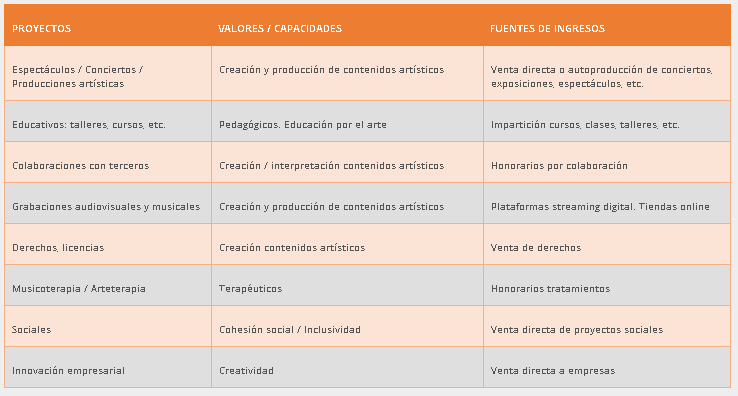 PROYECTOS
VALORES / CAPACIDADES
FUENTES DE INGRESOS
Espectáculos / Conciertos /
Producciones artísticas
Creación y producción de contenidos artísticos
Venta directa o autoproducción de conciertos,
exposiciones, espectáculos, etc.
Educativos: talleres, cursos, etc.
Pedagógicos. Educación por el arte
Impartición cursos, clases, talleres, etc.
Colaboraciones con terceros
Creación / interpretación contenidos artísticos
Honorarios por colaboración
Grabaciones audiovisuales y musicales
Creación y producción de contenidos artísticos
Plataformas streaming digital. Tiendas online
Derechos, licencias
Creación contenidos artísticos
Venta de derechos
Musicoterapia / Arteterapia
Terapéuticos
Honorarios tratamientos
Sociales
Cohesión social / Inclusividad
Venta directa de proyectos sociales
Innovación empresarial
Creatividad
Venta directa a empresas